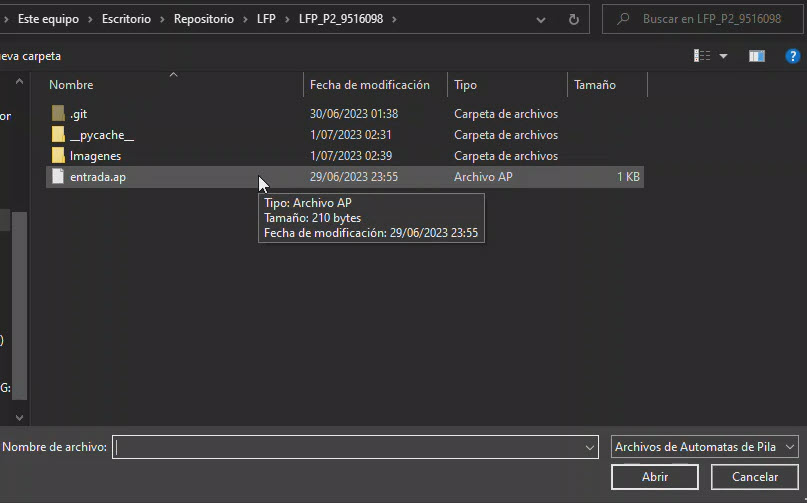 Este equipo > Escritorio > Repositorio > LFP > LFP_P2_9516098 >
Buscar en LFP_P2_9516098
eva carpeta
Nombre Fecha de modificación Tipo Tamaño
.git 30/06/2023 01:38 Carpeta de archivos
__pycache__ 1/07/2023 02:31 Carpeta de archivos
Imagenes 1/07/2023 02:39 Carpeta de archivos
entrada.ap 29/06/2023 23:55 Archivo AP 1 KB
Tipo: Archivo AP
Tamaño: 210 bytes
Fecha de modificación: 29/06/2023 23:55
or
)
G:
Nombre de archivo:
Archivos de Automatas de Pila
Abrir Cancelar